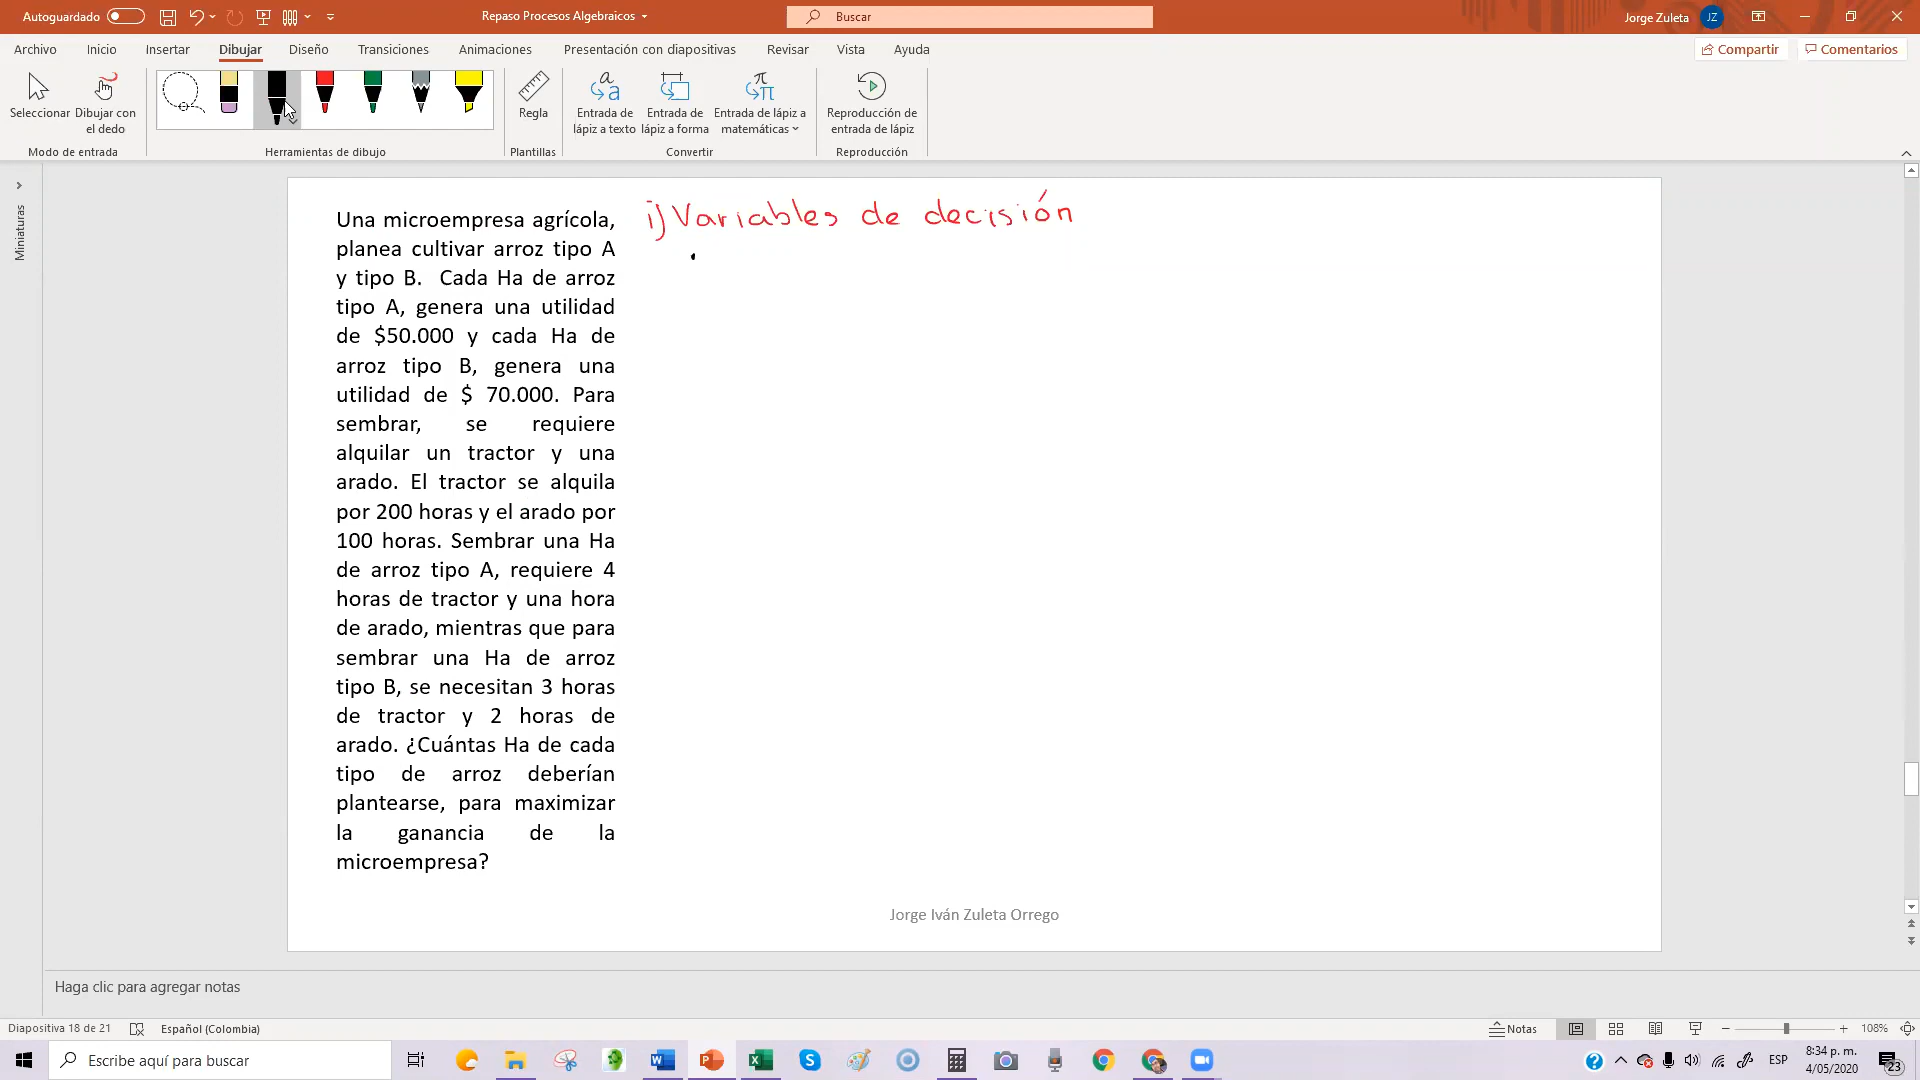 Autoguardado
Repaso Procesos Algebraicos
Buscar
Jorge Zuleta
JZ
Archivo
Inicio
Insertar
Dibujar
Diseño
Transiciones
Animaciones
Presentación con diapositivas
Revisar
Vista
Ayuda
Compartir
Comentarios
Seleccionar
Dibujar con
el dedo
Regla
Entrada de
lápiz a texto
Entrada de
lápiz a forma
Entrada de lápiz a
matemáticas
Reproducción de
entrada de lápiz
Modo de entrada
Herramientas de dibujo
Plantillas
Convertir
Reproducción
Miniaturas
Una microempresa agrícola,
planea cultivar arroz tipo A
y tipo B. Cada Ha de arroz
tipo A, genera una utilidad
de $50.000 y cada Ha de
arroz tipo B, genera una
utilidad de $ 70.000. Para
sembrar, se requiere
alquilar un tractor y una
arado. El tractor se alquila
por 200 horas y el arado por
100 horas. Sembrar una Ha
de arroz tipo A, requiere 4
horas de tractor y una hora
de arado, mientras que para
sembrar una Ha de arroz
tipo B, se necesitan 3 horas
de tractor y 2 horas de
arado. ¿Cuántas Ha de cada
tipo de arroz deberían
plantearse, para maximizar
la ganancia de la
microempresa?
i) Variables de decisión
Jorge Iván Zuleta Orrego
Haga clic para agregar notas
Diapositiva 18 de 21
Español (Colombia)
Notas
108%
Escribe aquí para buscar
ESP
8:34 p. m.
4/05/2020
23